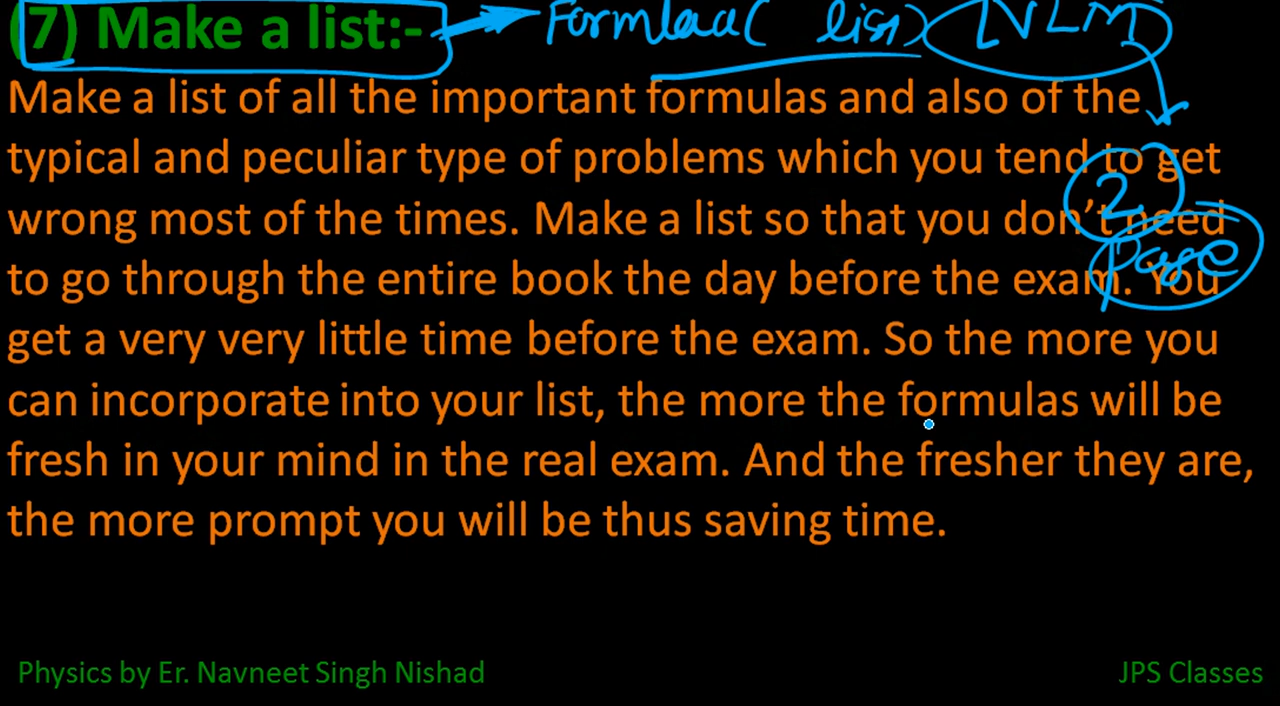 (7) Make a list:- Formlaa( list) NLM
Make a list of all the important formulas and also of the
typical and peculiar type of problems which you tend to get
wrong most of the times. Make a list so that you don’t need
2
to go through the entire book the day before the exam. You
page
get a very very little time before the exam. So the more you
can incorporate into your list, the more the formulas will be
fresh in your mind in the real exam. And the fresher they are,
the more prompt you will be thus saving time.
Physics by Er. Navneet Singh Nishad
JPS Classes